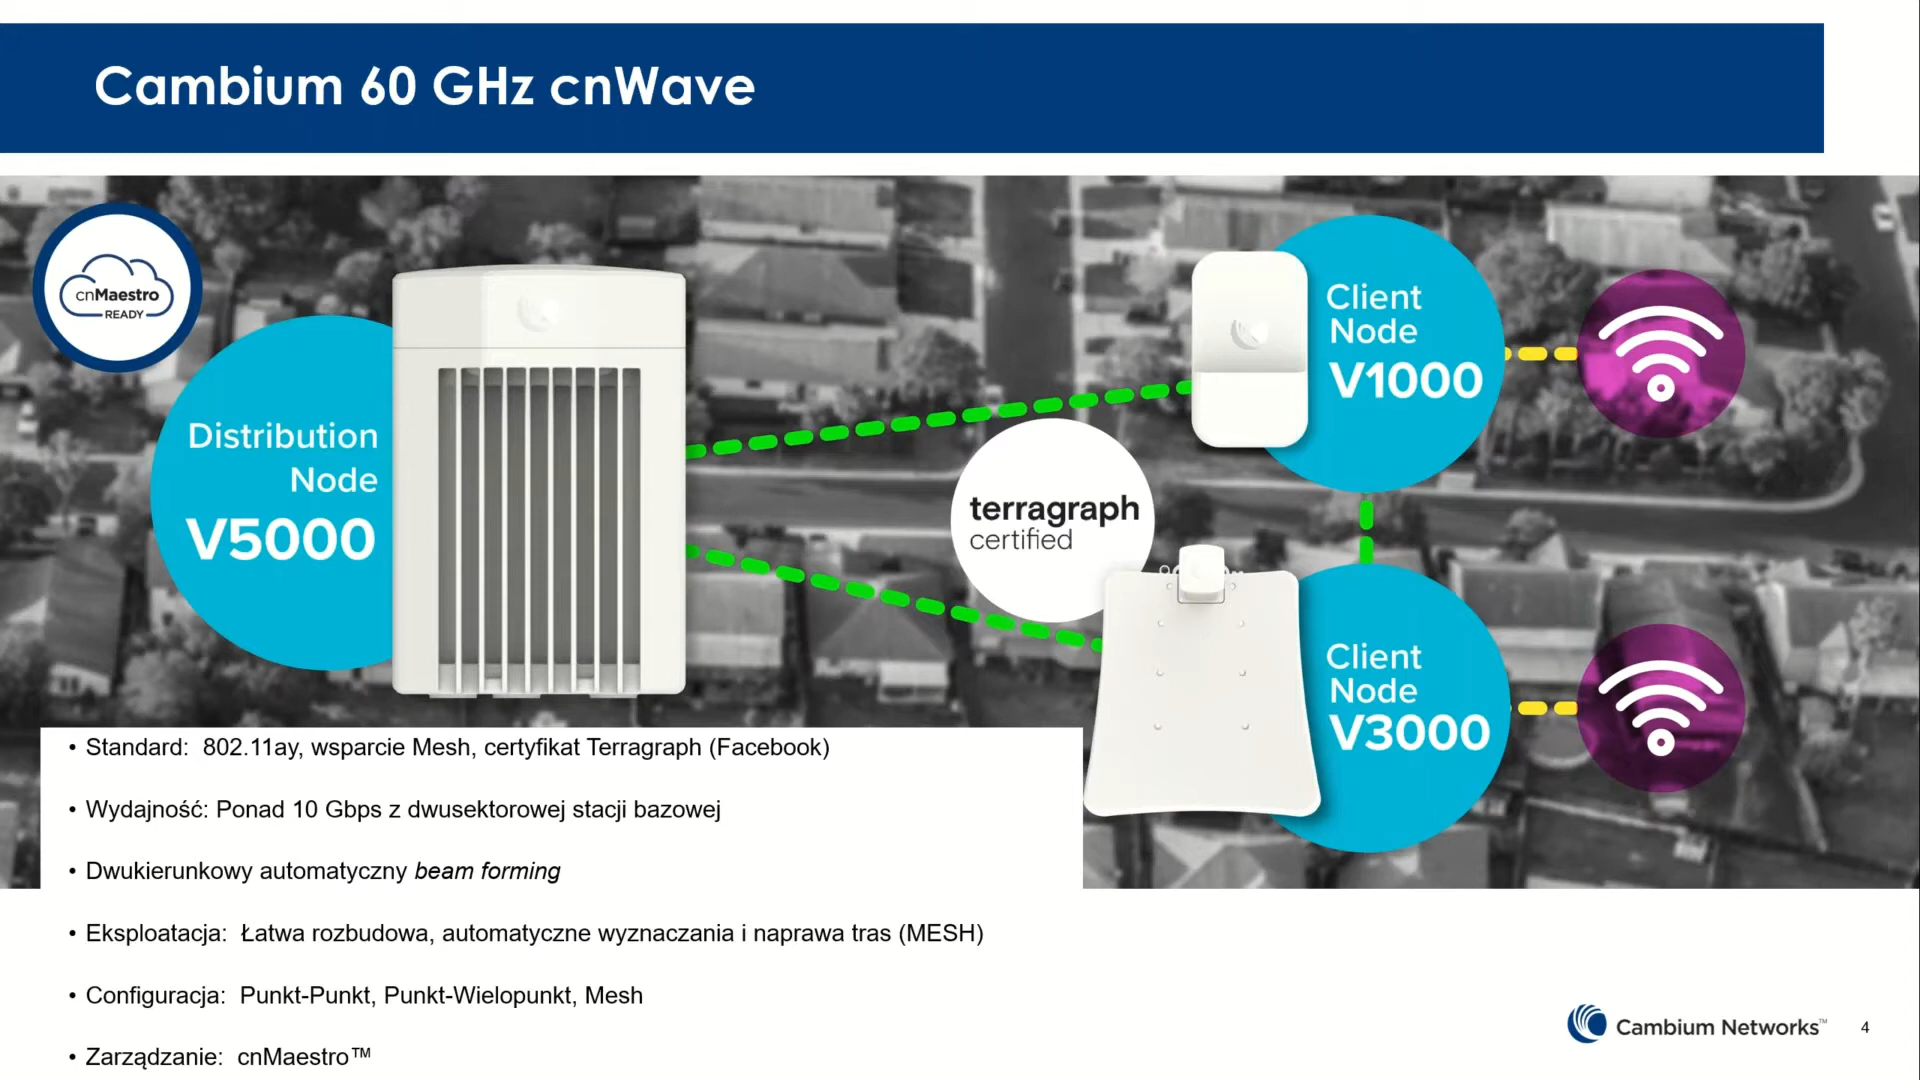 Cambium 60 GHz cnWave
cnMaestro
READY
Distribution
Node
V5000
Client
Node
V1000
terragraph
certified
Client
Node
V3000
• Standard:  802.11ay, wsparcie Mesh, certyfikat Terragraph (Facebook)
• Wydajność: Ponad 10 Gbps z dwusektorowej stacji bazowej
• Dwukierunkowy automatyczny beam forming
• Eksploatacja:  Łatwa rozbudowa, automatyczne wyznaczania i naprawa tras (MESH)
• Configuracja:  Punkt-Punkt, Punkt-Wielopunkt, Mesh
• Zarządzanie:  cnMaestro™
Cambium Networks™
4